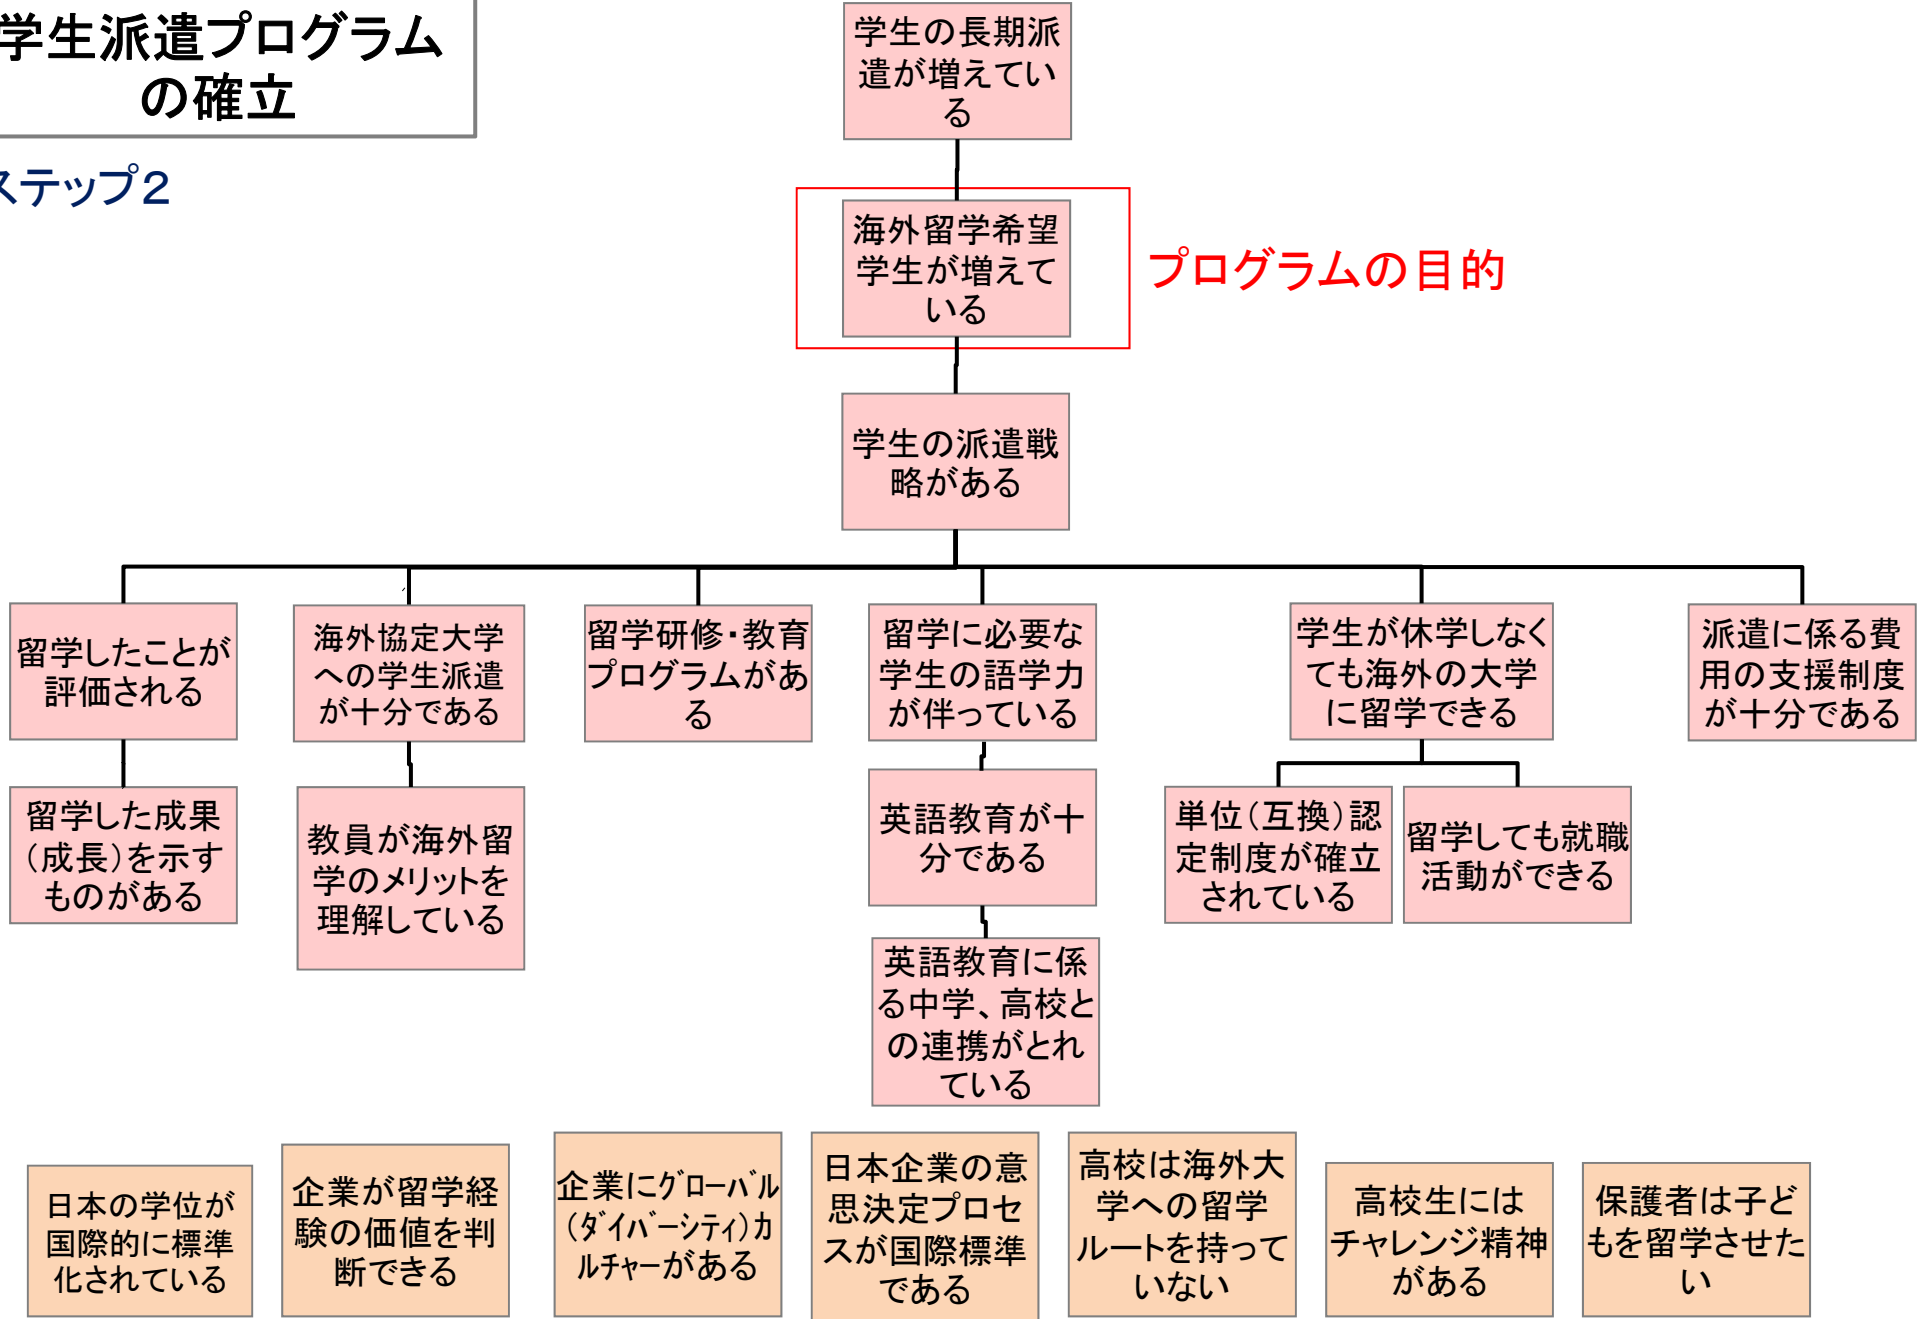 学生派遣プログラム
の確立
ステップ２
学生の長期派
遣が増えてい
る
海外留学希望
学生が増えて
いる
プログラムの目的
学生の派遣戦
略がある
留学したことが
評価される
海外協定大学
への学生派遣
が十分である
留学研修・教育
プログラムがあ
る
留学に必要な
学生の語学力
が伴っている
学生が休学しなく
ても海外の大学
に留学できる
派遣に係る費
用の支援制度
が十分である
留学した成果
（成長）を示す
ものがある
教員が海外留
学のメリットを
理解している
英語教育が十
分である
単位（互換）認
定制度が確立
されている
留学しても就職
活動ができる
英語教育に係
る中学、高校と
の連携がとれ
ている
日本の学位が
国際的に標準
化されている
企業が留学経
験の価値を判
断できる
企業にｸﾞﾛｰﾊﾞﾙ
（ﾀﾞｲﾊﾞｰｼﾃｨ）ｶ
ﾙﾁｬｰがある
日本企業の意
思決定プロセ
スが国際標準
である
高校は海外大
学への留学
ルートを持って
いない
高校生には
チャレンジ精神
がある
保護者は子ど
もを留学させた
い